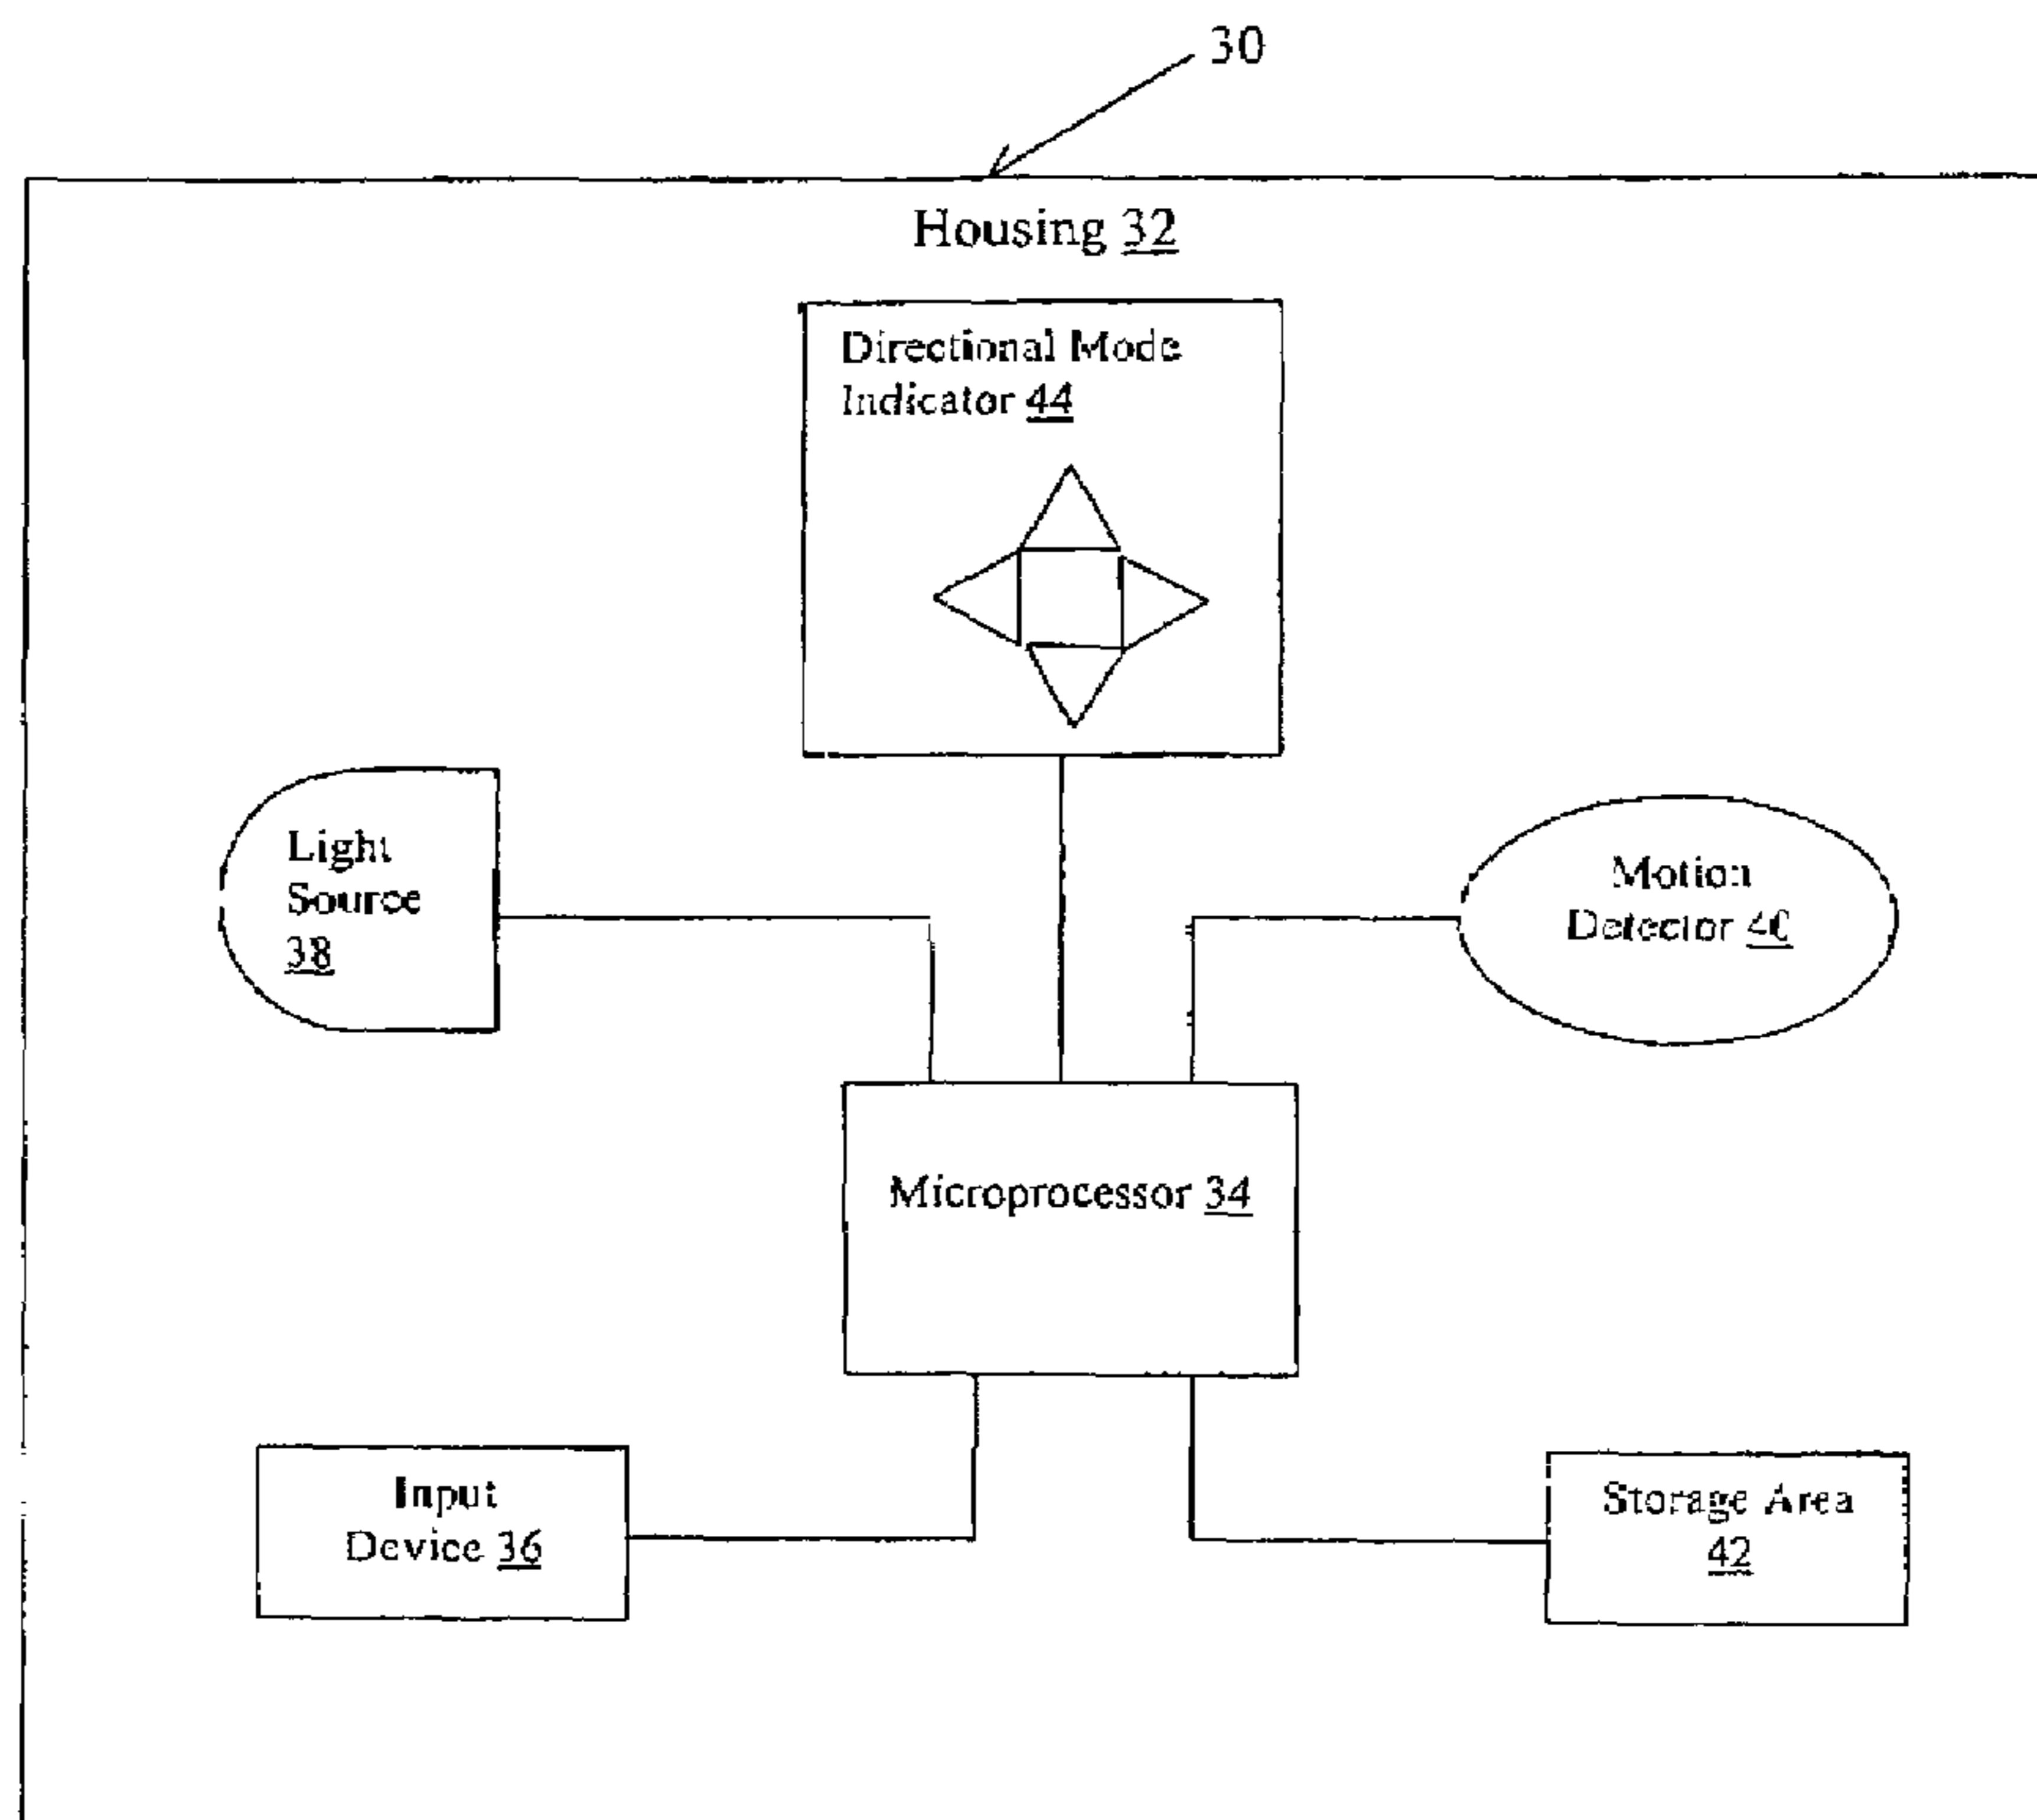 30
Housing 32
Directional Mode
Indicator 44
Light
Source
38
Motion
Detector 40
Microprocessor 34
Input
Device 36
Storage Area
42